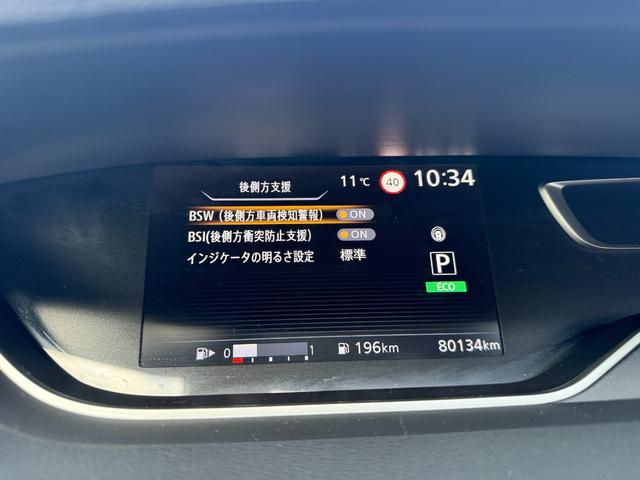 後側方支援 11℃ 40 10:34
BSW (後側方車両検知警報) ON
BSI(後側方衝突防止支援) ON
インジケータの明るさ設定 標準
P
ECO
0 1 196km 80134km